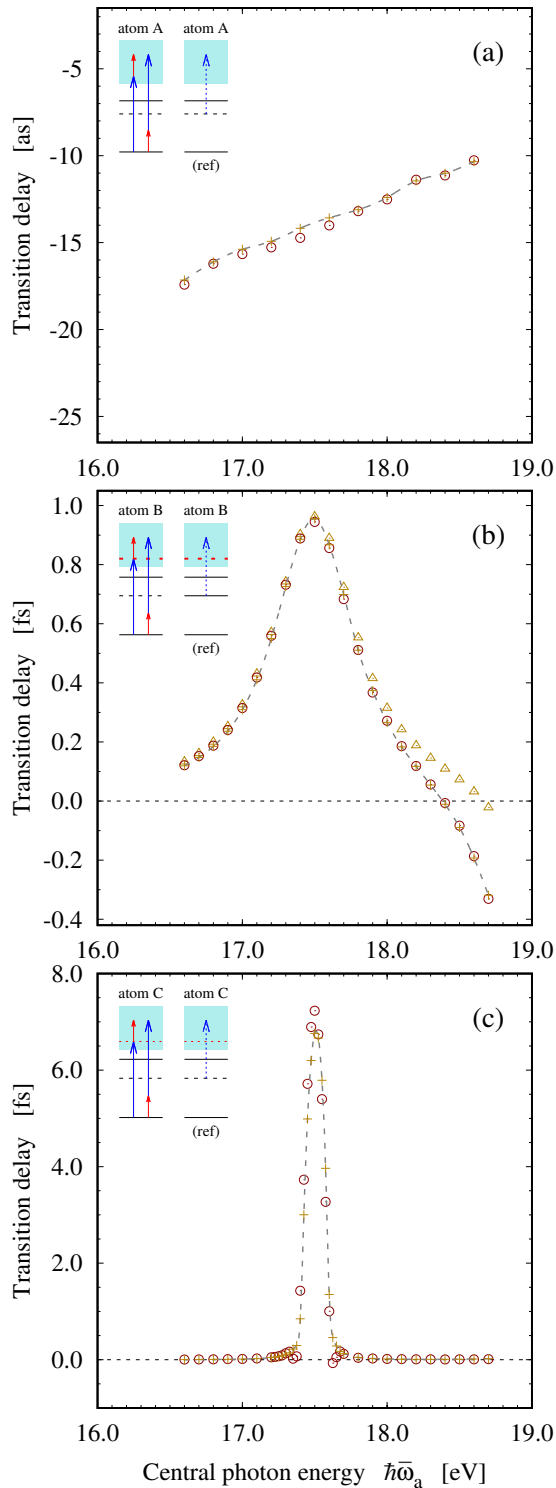 atom A atom A
(a)
(ref)
-5
-10
-15
-20
-25
Transition delay [as]
16.0 17.0 18.0 19.0
atom B atom B
(b)
(ref)
1.0
0.8
0.6
0.4
0.2
0.0
-0.2
-0.4
Transition delay [fs]
16.0 17.0 18.0 19.0
atom C atom C
(c)
(ref)
8.0
6.0
4.0
2.0
0.0
Transition delay [fs]
16.0 17.0 18.0 19.0
Central photon energy ℏω̄ₐ [eV]